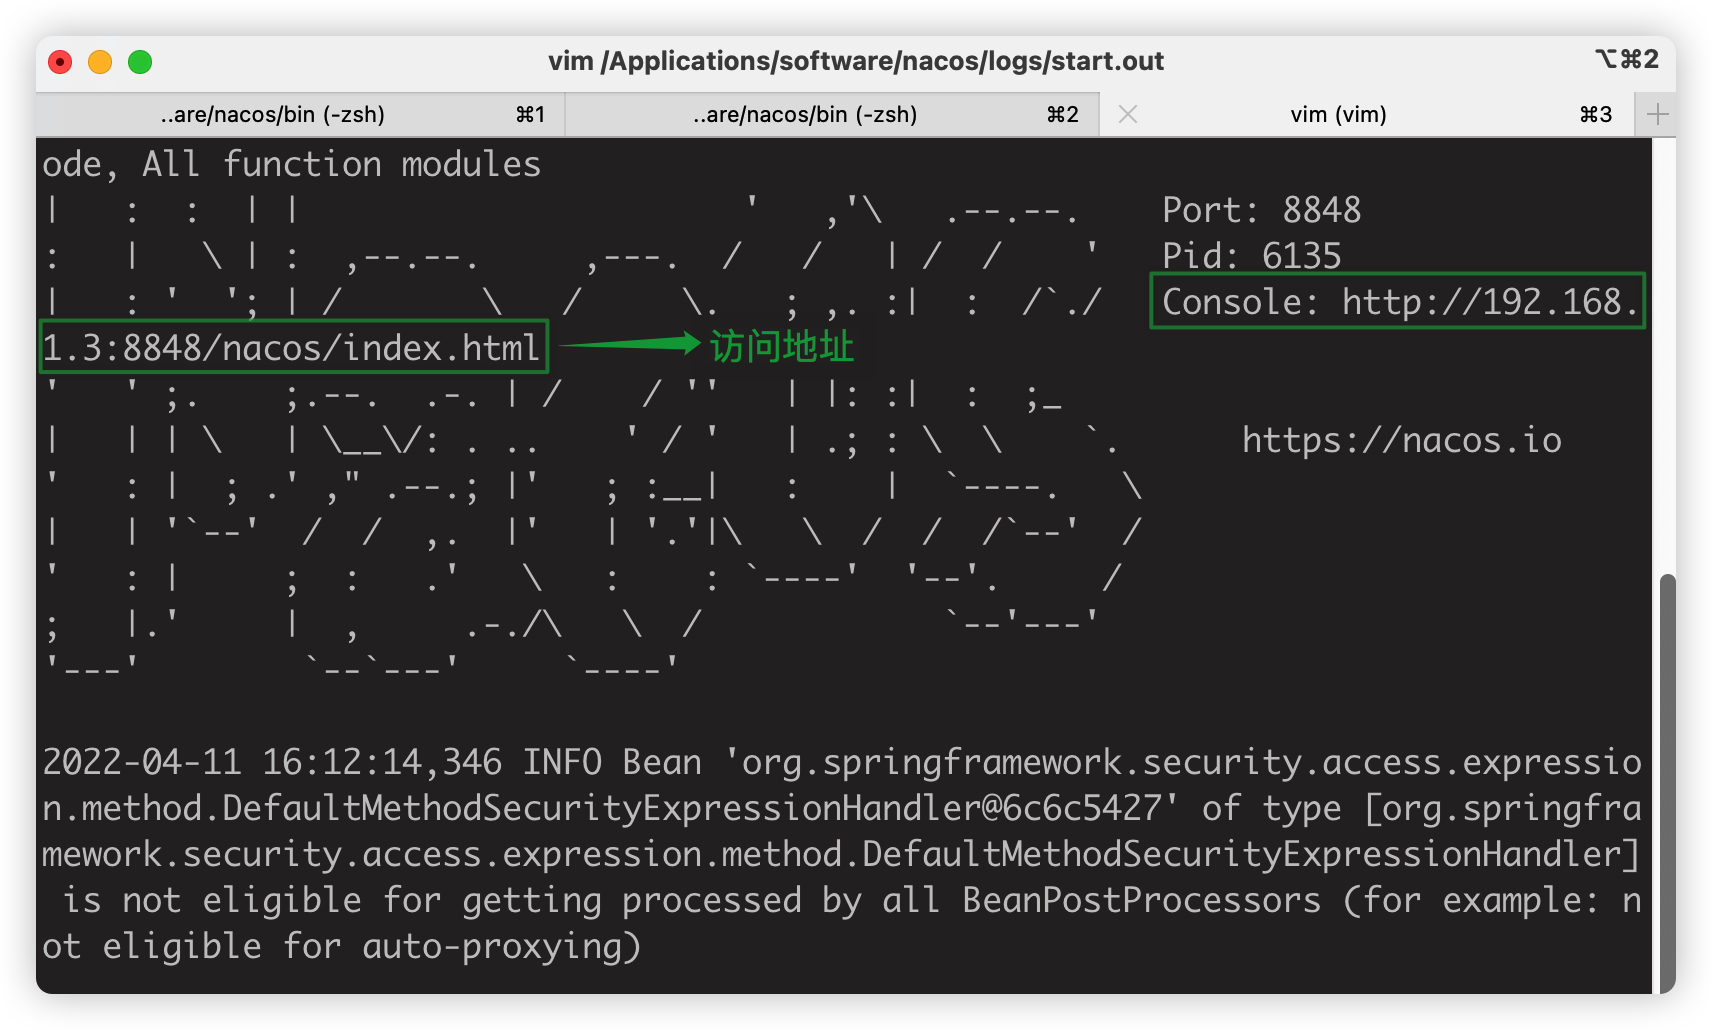 vim /Applications/software/nacos/logs/start.out ⌥⌘2
..are/nacos/bin (-zsh) ⌘1 ..are/nacos/bin (-zsh) ⌘2 vim (vim) ⌘3
ode, All function modules
|   :  :  | |                      '   ,'\   .--.--.    Port: 8848
:   |   \ | :  ,--.--.     ,---.  /   /   | /  /    '   Pid: 6135
|   : '  '; | /       \   /     \.   ; ,. :|  :  /`./   Console: http://192.168.
1.3:8848/nacos/index.html 访问地址
'   ' ;.    ;.--.  .-. | /    / ''   | |: :|  :  ;_
|   | | \   | \__\/: . ..    ' / '   | .; : \  \    `.      https://nacos.io
'   : |  ; .' ," .--.; |'   ; :__|   :    |  `----.   \
|   | '`--'  /  /  ,.  |'   | '.'|\   \  /  /  /`--'  /
'   : |     ;  :   .'   \   :    : `----'  '--'.     /
;   |.'     |  ,     .-./\   \  /            `--'---'
'---'        `--`---'     `----'
2022-04-11 16:12:14,346 INFO Bean 'org.springframework.security.access.expressio
n.method.DefaultMethodSecurityExpressionHandler@6c6c5427' of type [org.springfra
mework.security.access.expression.method.DefaultMethodSecurityExpressionHandler]
 is not eligible for getting processed by all BeanPostProcessors (for example: n
ot eligible for auto-proxying)